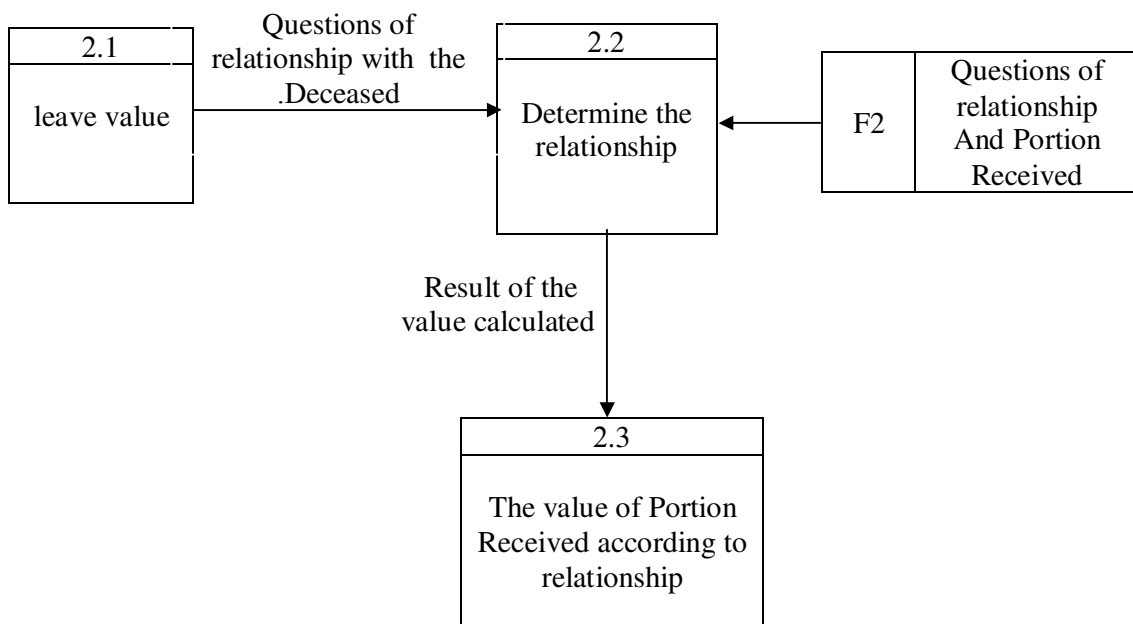 2.1
leave value
Questions of
relationship with the
.Deceased
2.2
Determine the
relationship
F2
Questions of
relationship
And Portion
Received
Result of the
value calculated
2.3
The value of Portion
Received according to
relationship